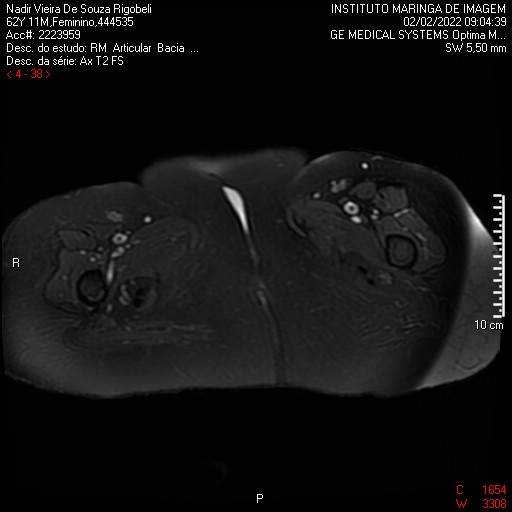 Nadir Vieira De Souza Rigobeli
62Y 11M,Feminino,444535
Acc#: 2223959
Desc. do estudo: RM Articular Bacia ...
Desc. da série: Ax T2 FS
< 4 - 38 >
INSTITUTO MARINGA DE IMAGEM
02/02/2022 09:04:39
GE MEDICAL SYSTEMS Optima M...
SW 5,50 mm
R
10 cm
P
C 1654
W 3308